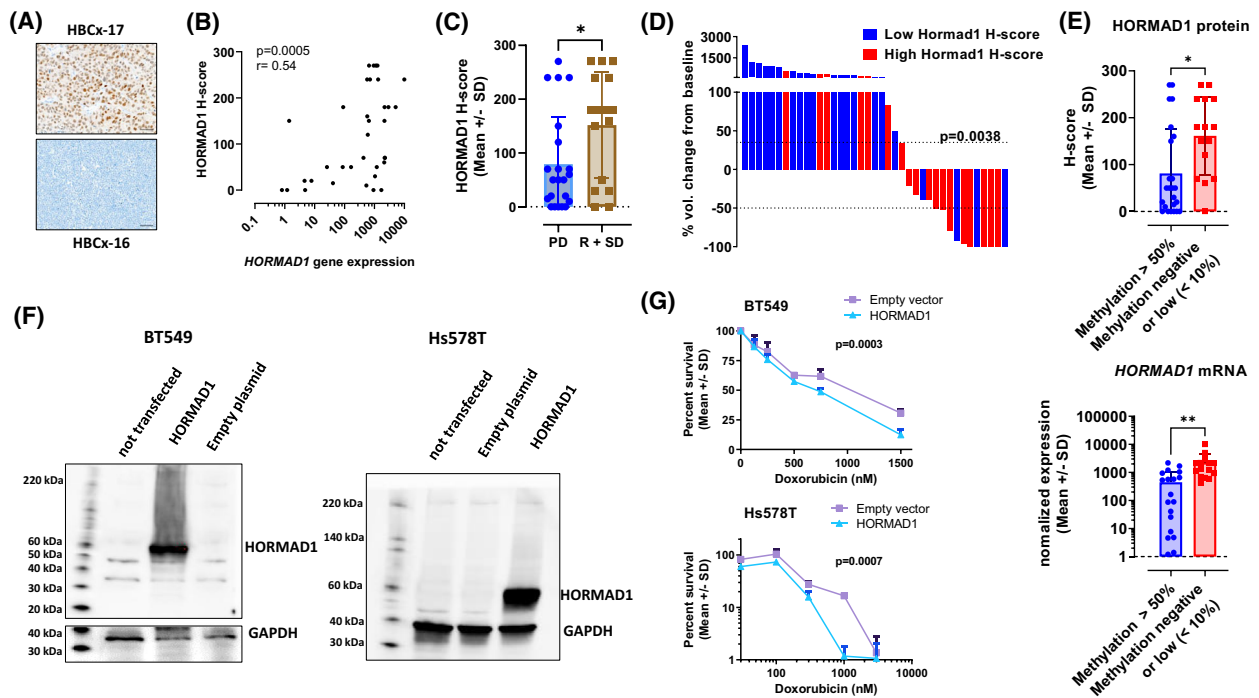 (A)
HBCx-17
HBCx-16
(B)
p=0.0005
r= 0.54
HORMAD1 H-score
300
200
100
0
0.1
1
10
100
1000
10000
HORMAD1 gene expression
(C)
*
HORMAD1 H-score
(Mean +/- SD)
300
200
100
0
PD
R + SD
(D)
Low Hormad1 H-score
High Hormad1 H-score
% vol. change from baseline
3500
1500
100
50
0
-50
-100
p=0.0038
(E)
HORMAD1 protein
*
H-score
(Mean +/- SD)
300
200
100
0
Methylation > 50%
Mehylation negative
or low (< 10%)
HORMAD1 mRNA
**
normalized expression
(Mean +/- SD)
100000
10000
1000
100
10
1
Methylation > 50%
Methylation negative
or low (< 10%)
(F)
BT549
not transfected
HORMAD1
Empty plasmid
220 kDa
60 kDa
50 kDa
40 kDa
30 kDa
20 kDa
40 kDa
30 kDa
HORMAD1
GAPDH
Hs578T
not transfected
Empty plasmid
HORMAD1
220 kDa
140 kDa
60 kDa
40 kDa
30 kDa
HORMAD1
GAPDH
(G)
BT549
Empty vector
HORMAD1
p=0.0003
Percent survival
(Mean +/- SD)
100
75
50
25
0
0
500
1000
1500
Doxorubicin (nM)
Hs578T
Empty vector
HORMAD1
p=0.0007
Percent survival
(Mean +/- SD)
100
10
1
100
1000
10000
Doxorubicin (nM)